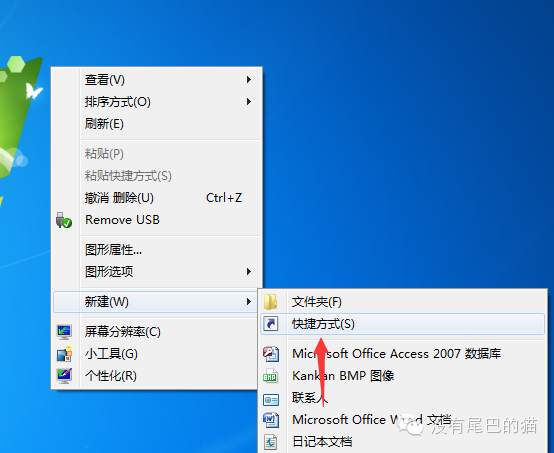 查看(V)
排序方式(O)
刷新(E)
粘贴(P)
粘贴快捷方式(S)
撤消 删除(U) Ctrl+Z
Remove USB
图形属性...
图形选项
新建(W)
屏幕分辨率(C)
小工具(G)
个性化(R)
文件夹(F)
快捷方式(S)
Microsoft Office Access 2007 数据库
Kankan BMP 图像
联系人
Microsoft Office Word 文档
日记本文档
没有尾巴的猫